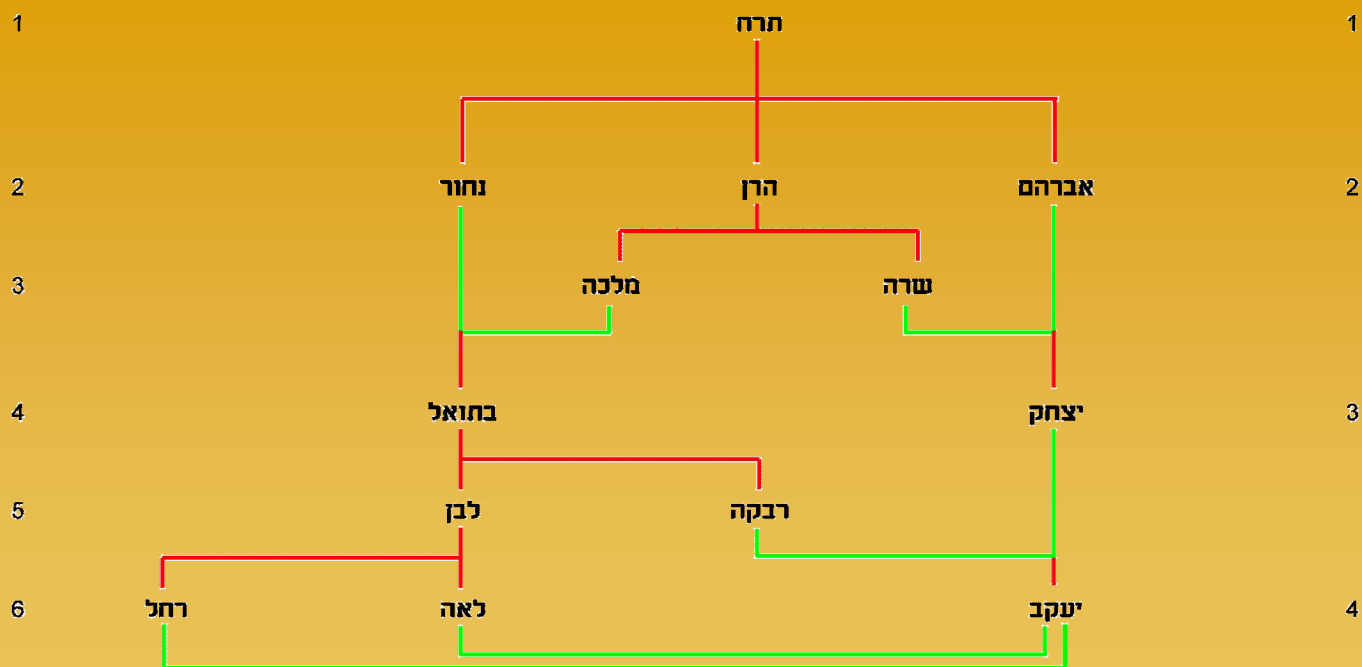 1 תרח 1
2 אברהם הרן נחור 2
3 שרה מלכה
3 יצחק בתואל 4
רבקה לבן 5
4 יעקב לאה רחל 6